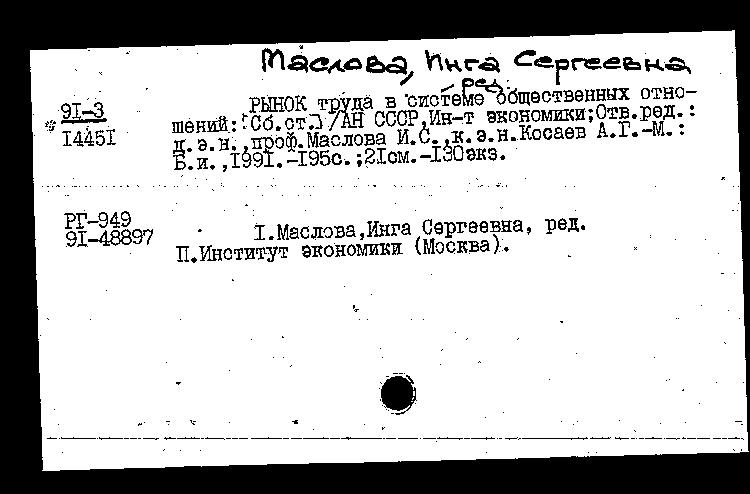 Маслова, Инга Сергеевна
ред.
91-3
14451
РЫНОК труда в системе общественных отно-
шений: [Сб.ст.] /АН СССР,Ин-т экономики;Отв.ред.:
д.э.н.,проф.Маслова И.С.,к.э.н.Косаев А.Г.-М.:
Б.и.,1991.-195с.;21см.-130экз.
РГ-949
91-48897
1.Маслова,Инга Сергеевна, ред.
П.Институт экономики (Москва).